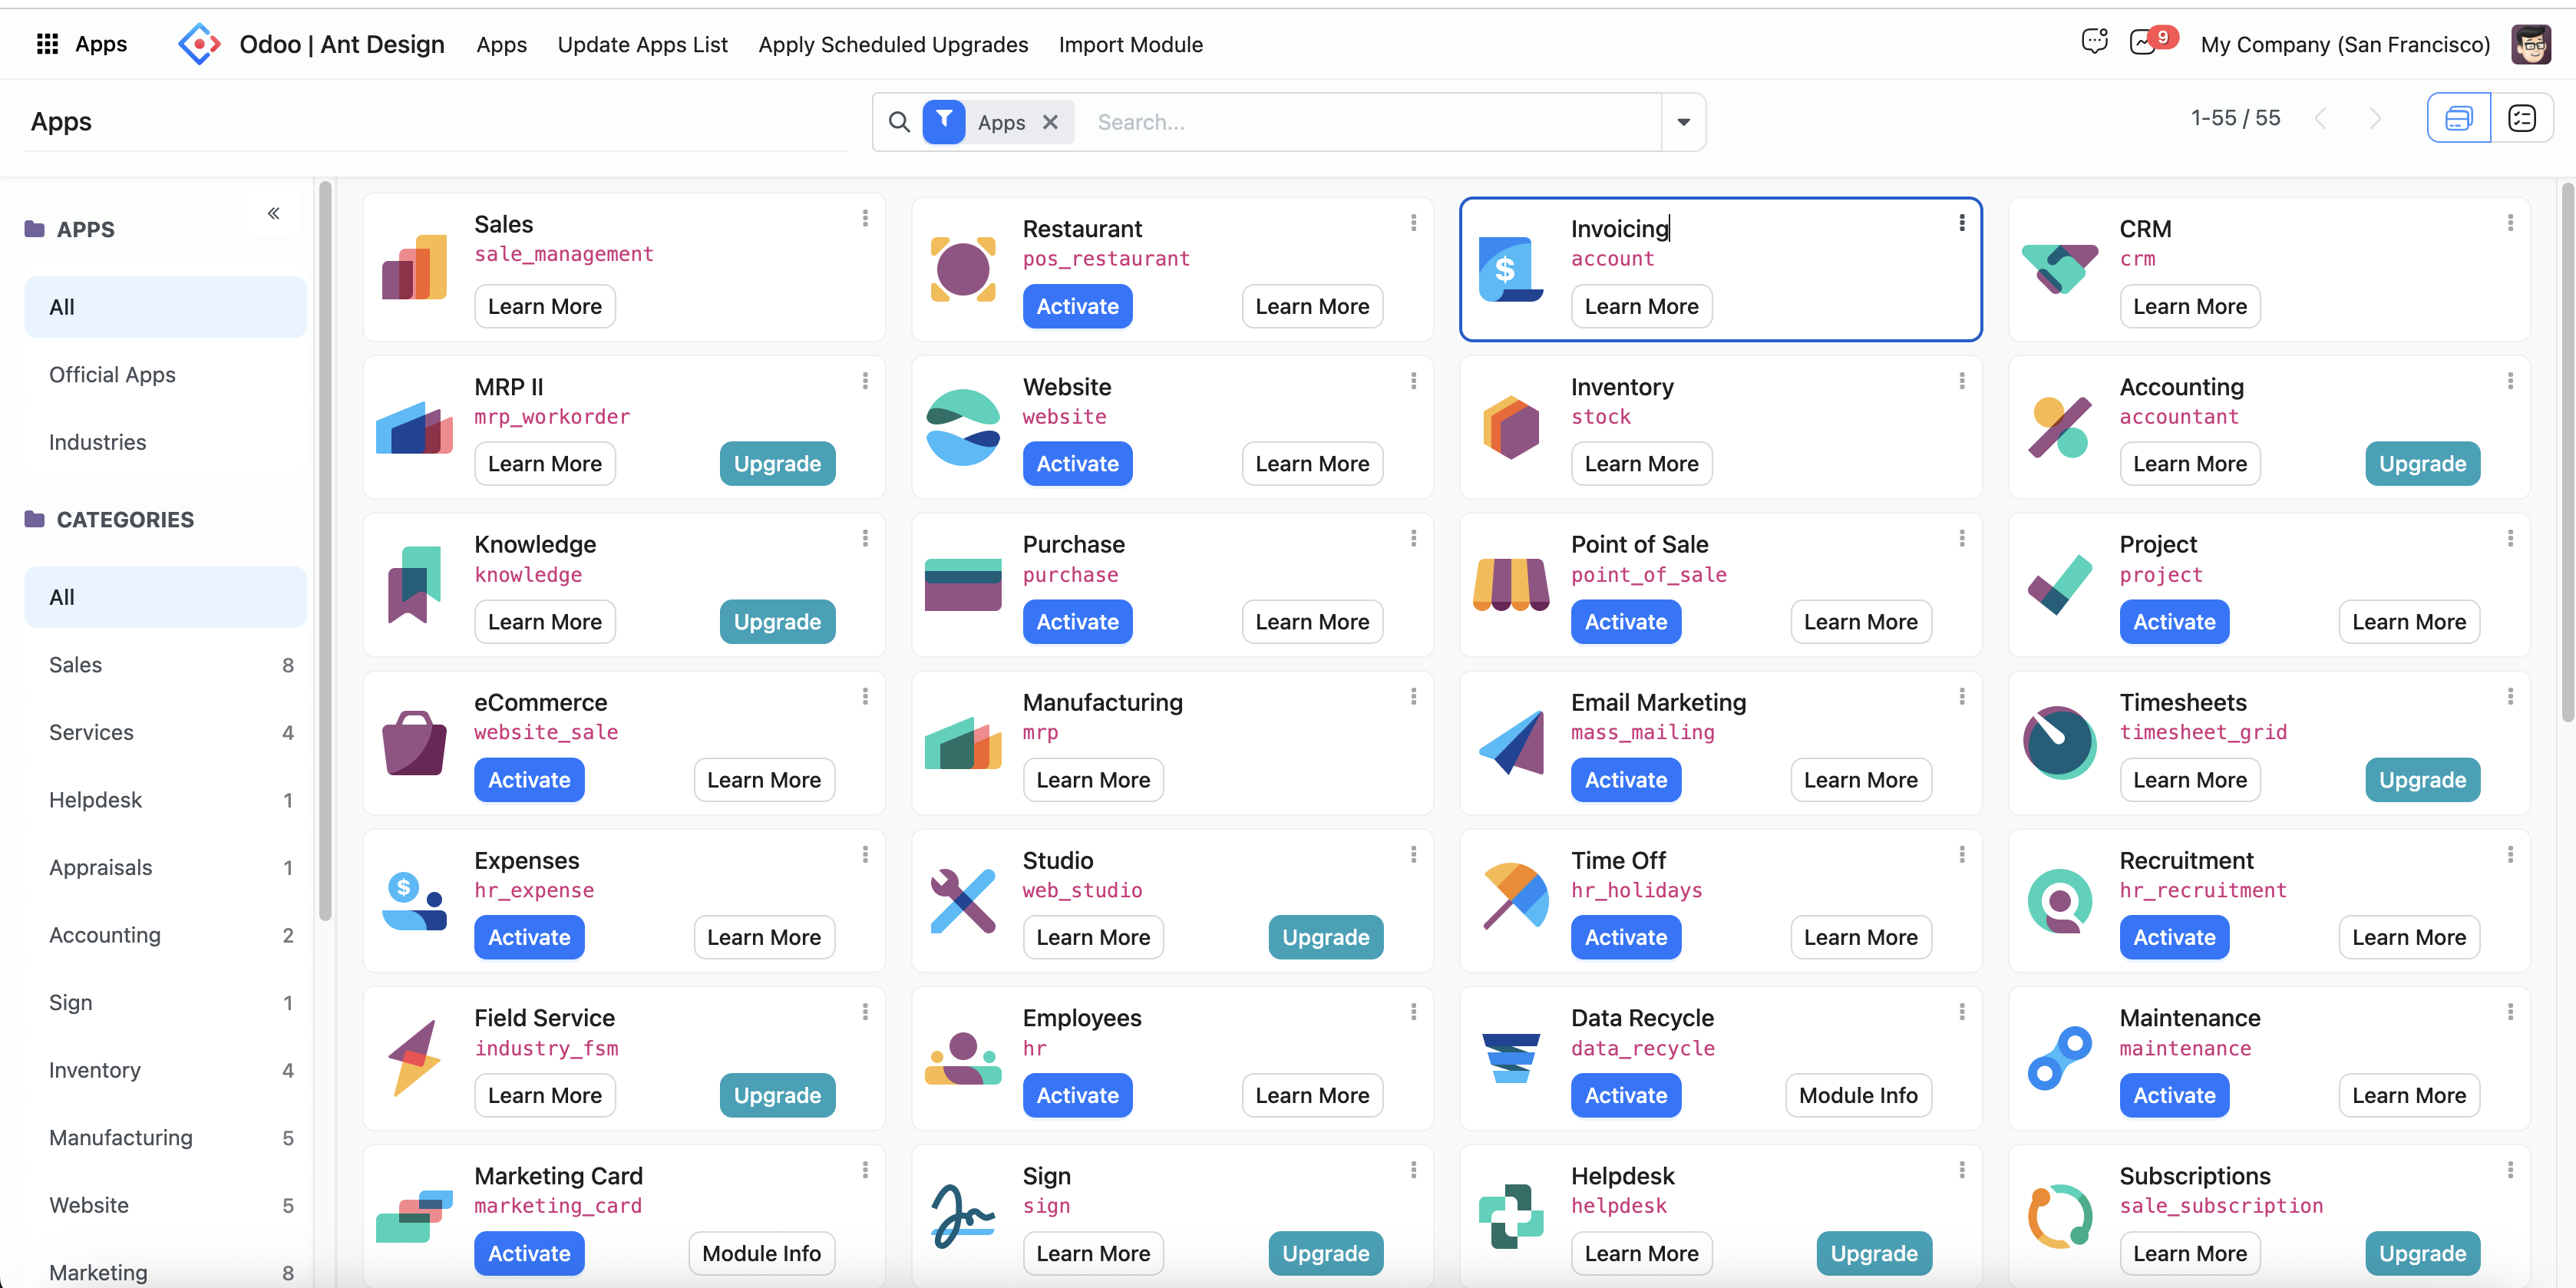 Apps Odoo | Ant Design Apps Update Apps List Apply Scheduled Upgrades Import Module 9 My Company (San Francisco)
Apps Apps Search... 1-55 / 55
APPS
All
Official Apps
Industries
CATEGORIES
All
Sales 8
Services 4
Helpdesk 1
Appraisals 1
Accounting 2
Sign 1
Inventory 4
Manufacturing 5
Website 5
Marketing 8
Sales
sale_management
Learn More
Restaurant
pos_restaurant
Activate Learn More
Invoicing
account
Learn More
CRM
crm
Learn More
MRP II
mrp_workorder
Learn More Upgrade
Website
website
Activate Learn More
Inventory
stock
Learn More
Accounting
accountant
Learn More Upgrade
Knowledge
knowledge
Learn More Upgrade
Purchase
purchase
Activate Learn More
Point of Sale
point_of_sale
Activate Learn More
Project
project
Activate Learn More
eCommerce
website_sale
Activate Learn More
Manufacturing
mrp
Learn More
Email Marketing
mass_mailing
Activate Learn More
Timesheets
timesheet_grid
Learn More Upgrade
Expenses
hr_expense
Activate Learn More
Studio
web_studio
Learn More Upgrade
Time Off
hr_holidays
Activate Learn More
Recruitment
hr_recruitment
Activate Learn More
Field Service
industry_fsm
Learn More Upgrade
Employees
hr
Activate Learn More
Data Recycle
data_recycle
Activate Module Info
Maintenance
maintenance
Activate Learn More
Marketing Card
marketing_card
Activate Module Info
Sign
sign
Learn More Upgrade
Helpdesk
helpdesk
Learn More Upgrade
Subscriptions
sale_subscription
Learn More Upgrade